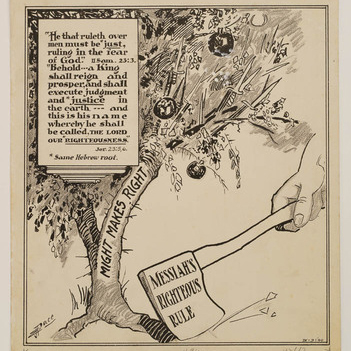 "He that ruleth over
men must be just,
ruling in the fear
of God." II Sam. 23:3.
"Behold---a King
shall reign and
prosper, and shall
execute judgment
and *justice in
the earth --- and
this is his name
whereby he shall
be called, THE LORD
OUR RIGHTEOUSNESS."
Jer. 23:5,6.
*Same Hebrew root.
MIGHT MAKES RIGHT
MESSIAH'S
RIGHTEOUS
RULE